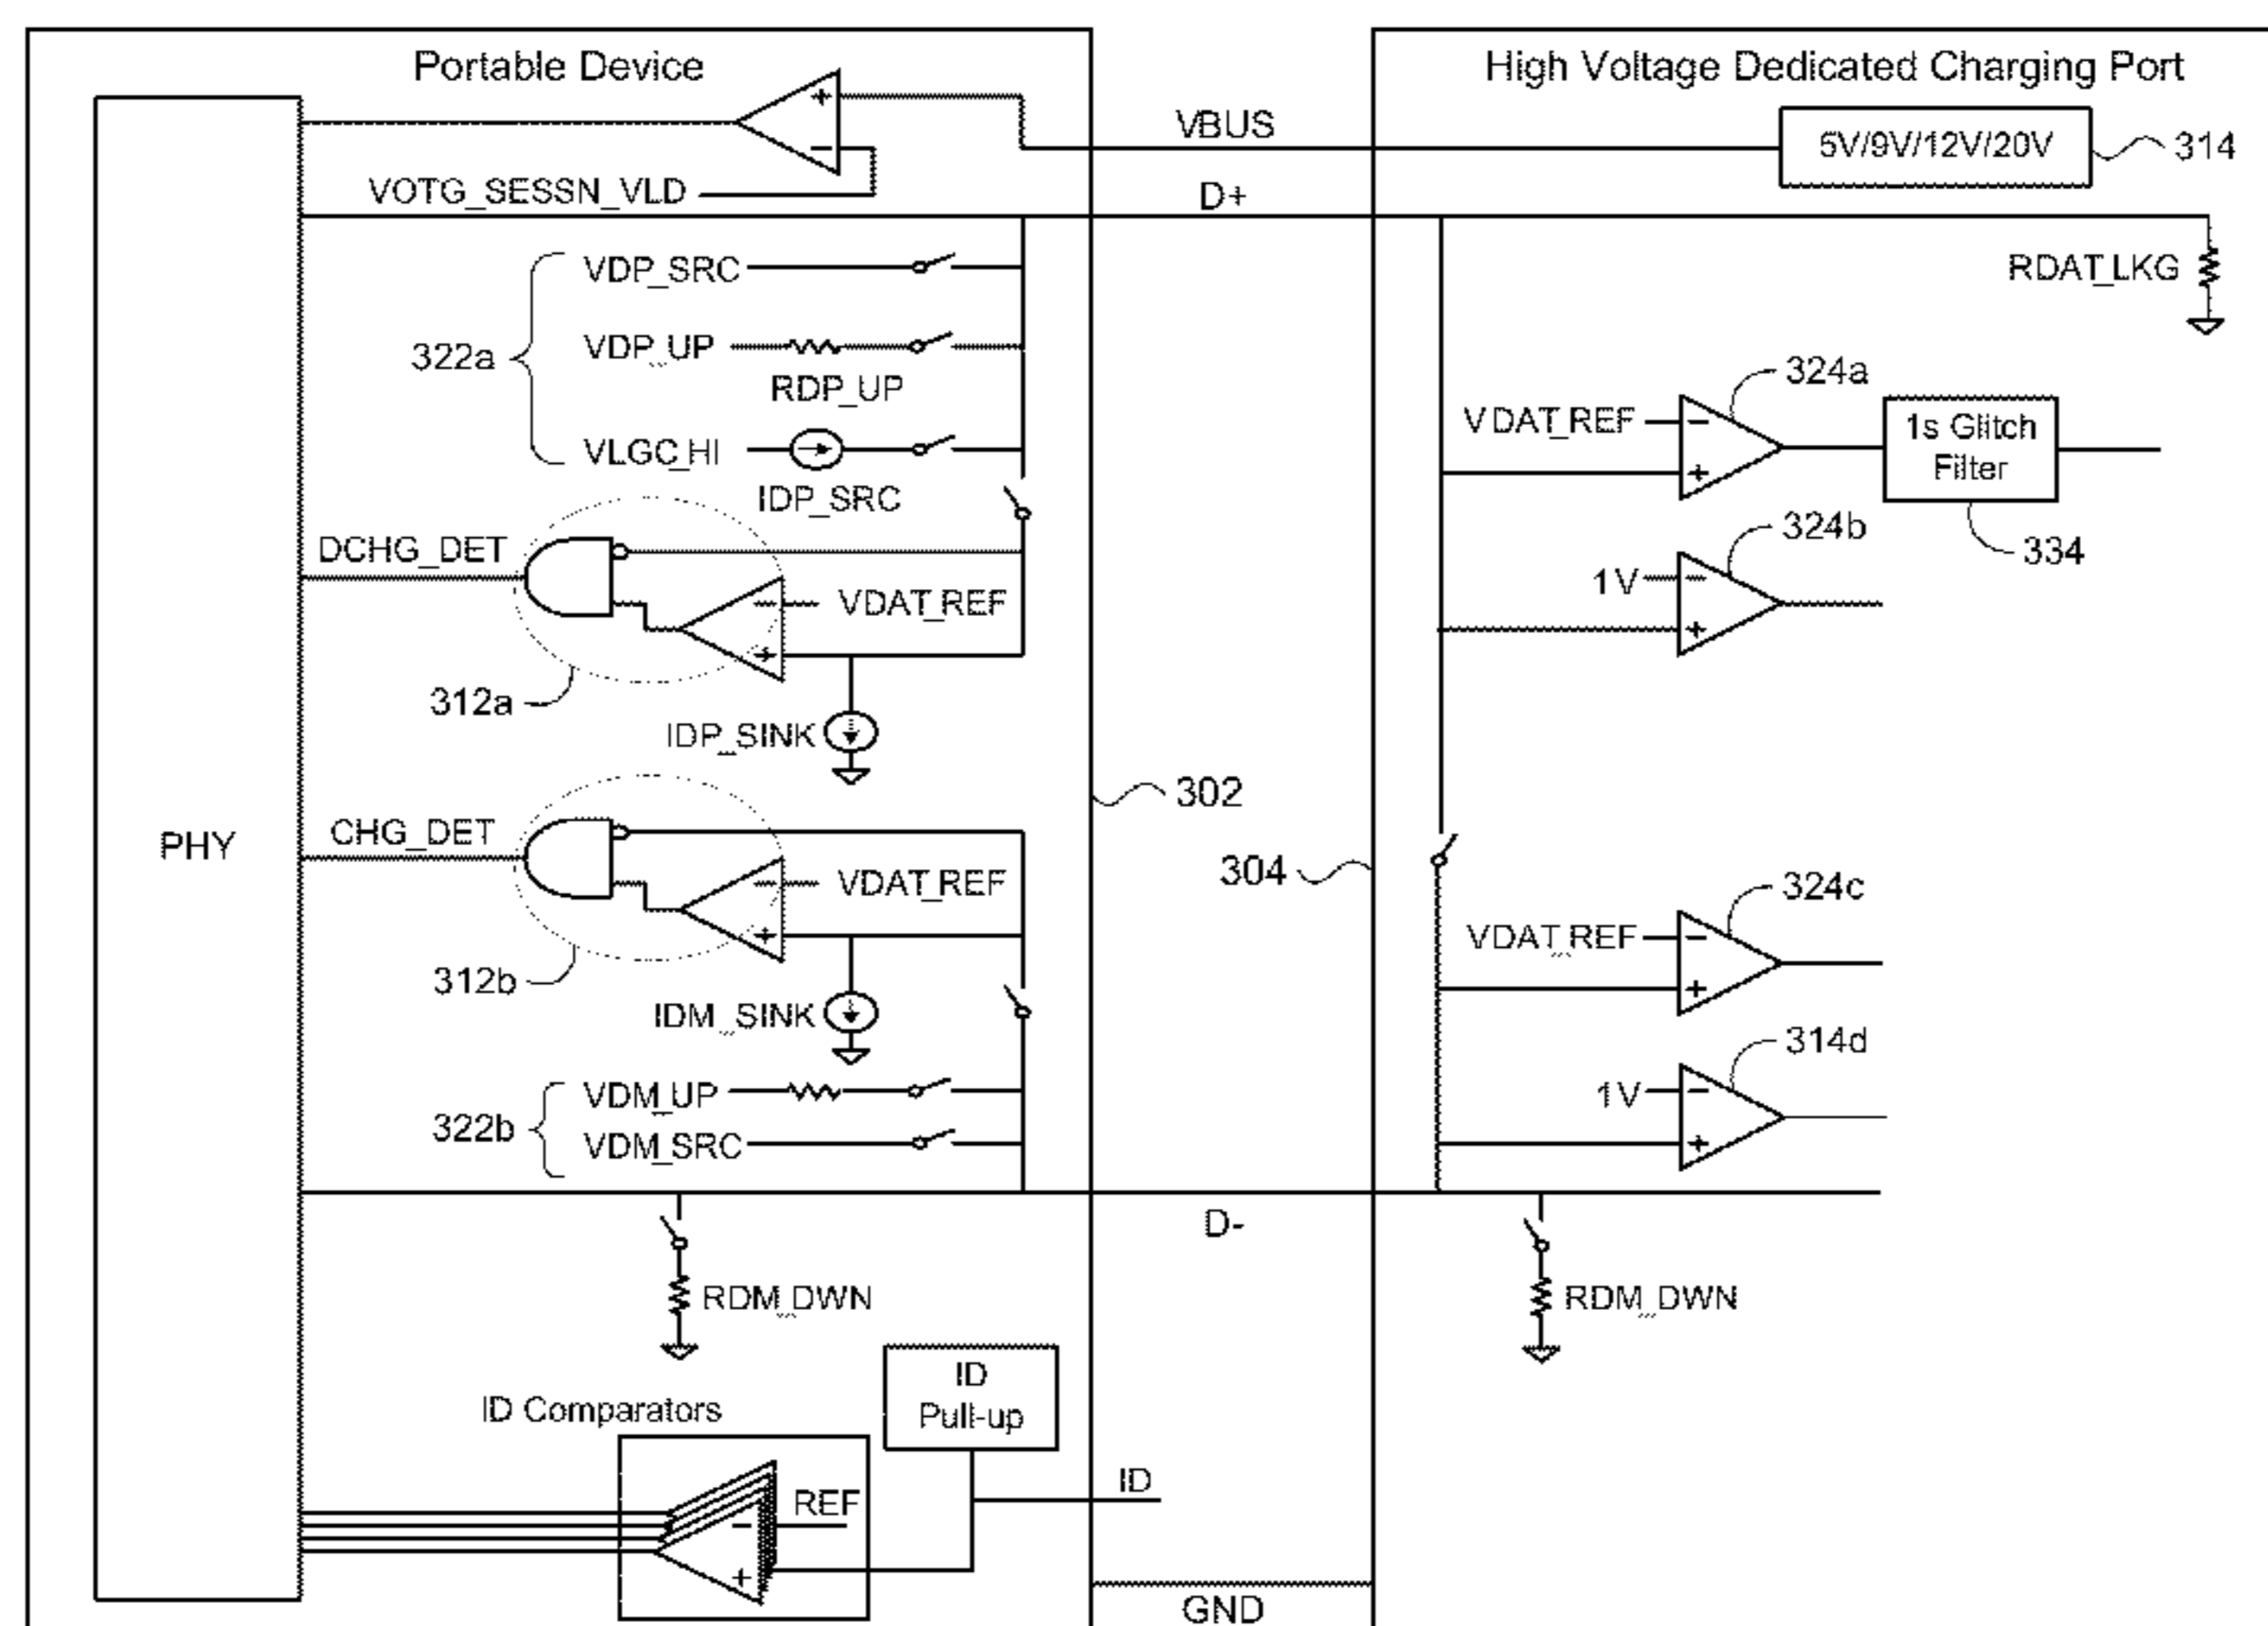 Portable Device
High Voltage Dedicated Charging Port
+
VBUS
5V/9V/12V/20V
314
−
VOTG_SESSN_VLD
D+
VDP_SRC
RDAT_LKG
322a
VDP_UP
RDP_UP
324a
VDAT_REF
−
1s Glitch
Filter
VLGC_HI
+
IDP_SRC
324b
334
DCHG_DET
1V
−
VDAT_REF
−
+
+
312a
IDP_SINK
302
PHY
CHG_DET
304
VDAT_REF
−
324c
+
VDAT_REF
−
312b
+
IDM_SINK
314d
VDM_UP
1V
−
322b
VDM_SRC
+
D-
RDM_DWN
RDM_DWN
ID
Pull-up
ID Comparators
ID
REF
−
+
GND